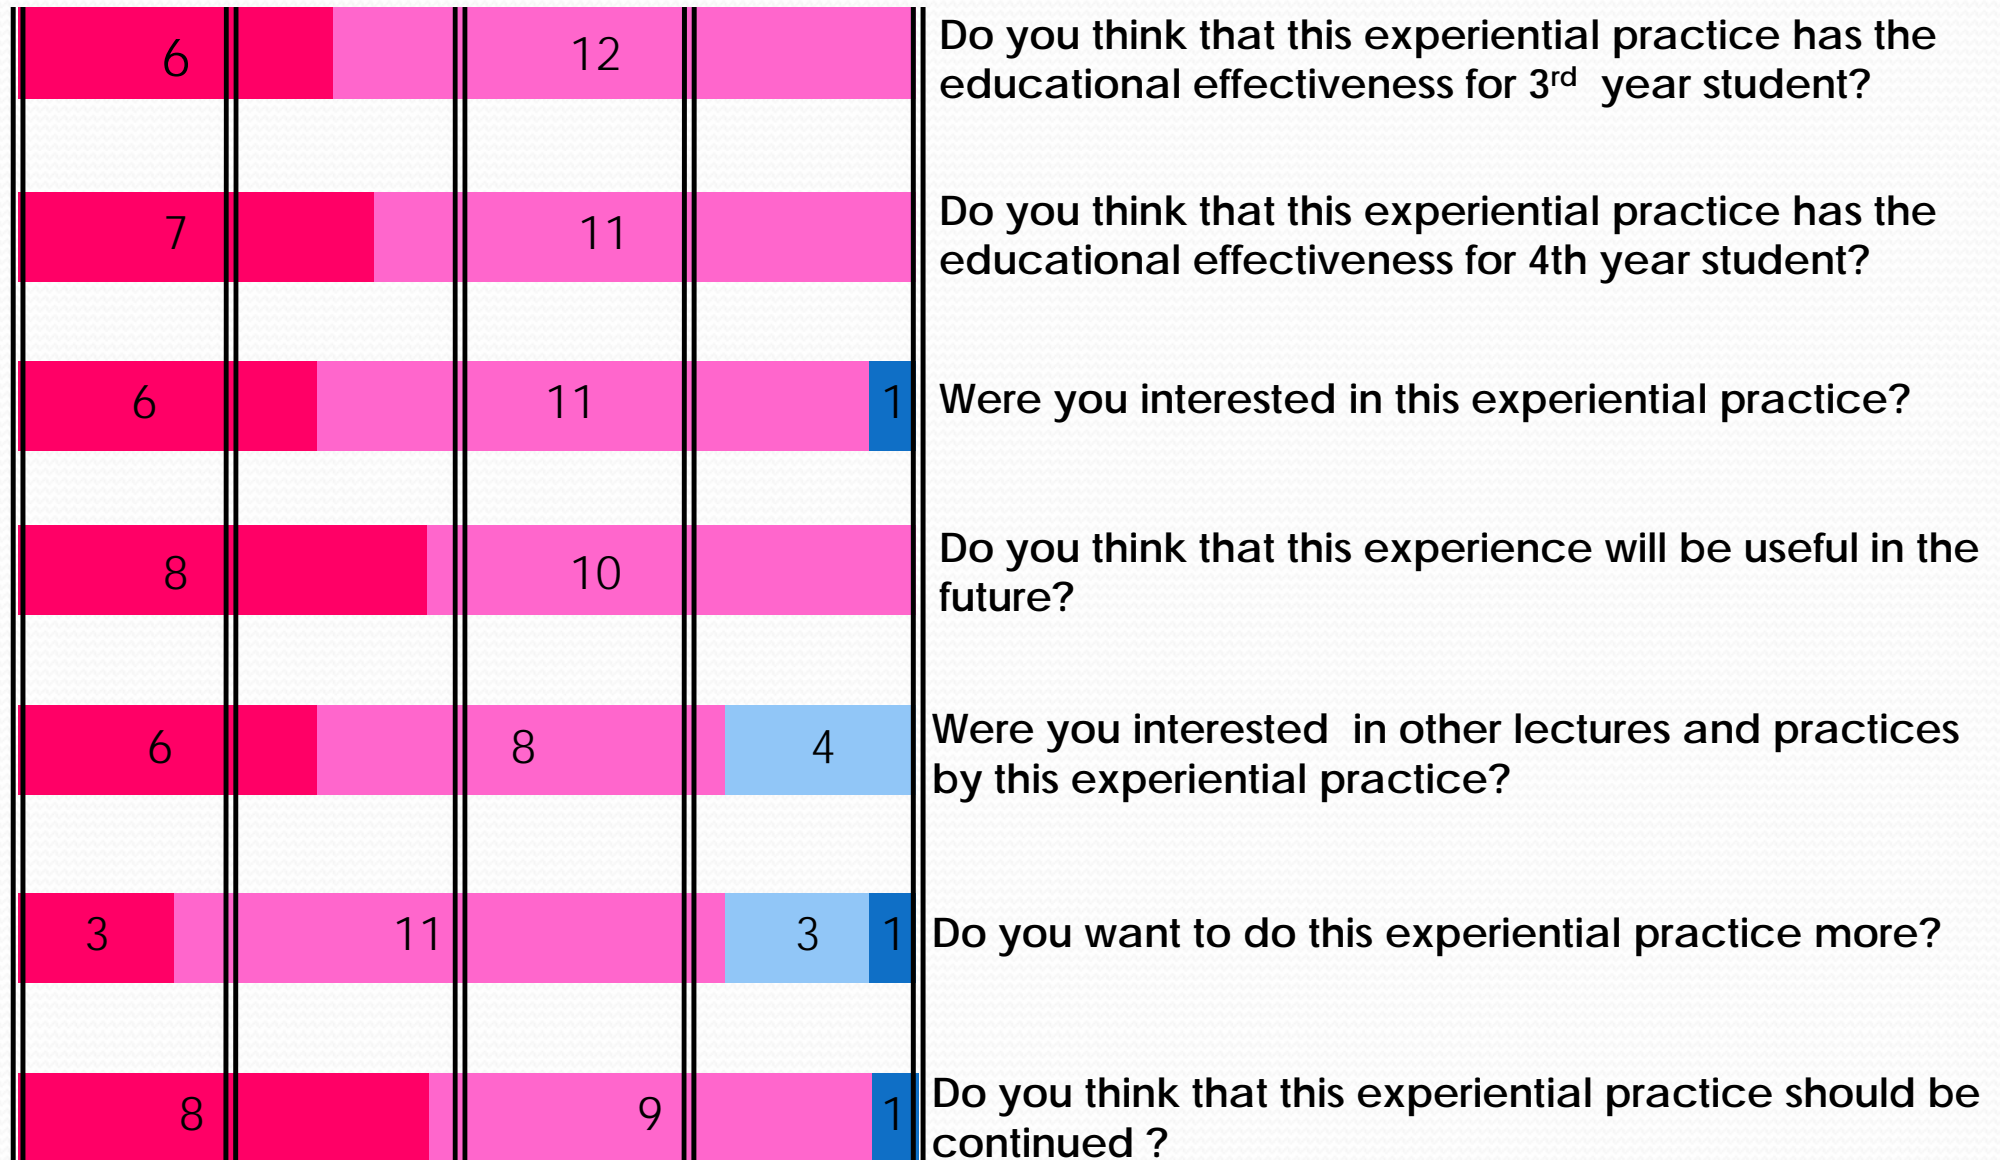 6 12 Do you think that this experiential practice has the
educational effectiveness for 3rd year student?
7 11 Do you think that this experiential practice has the
educational effectiveness for 4th year student?
6 11 1 Were you interested in this experiential practice?
8 10 Do you think that this experience will be useful in the
future?
6 8 4 Were you interested in other lectures and practices
by this experiential practice?
3 11 3 1 Do you want to do this experiential practice more?
8 9 1 Do you think that this experiential practice should be
continued ?